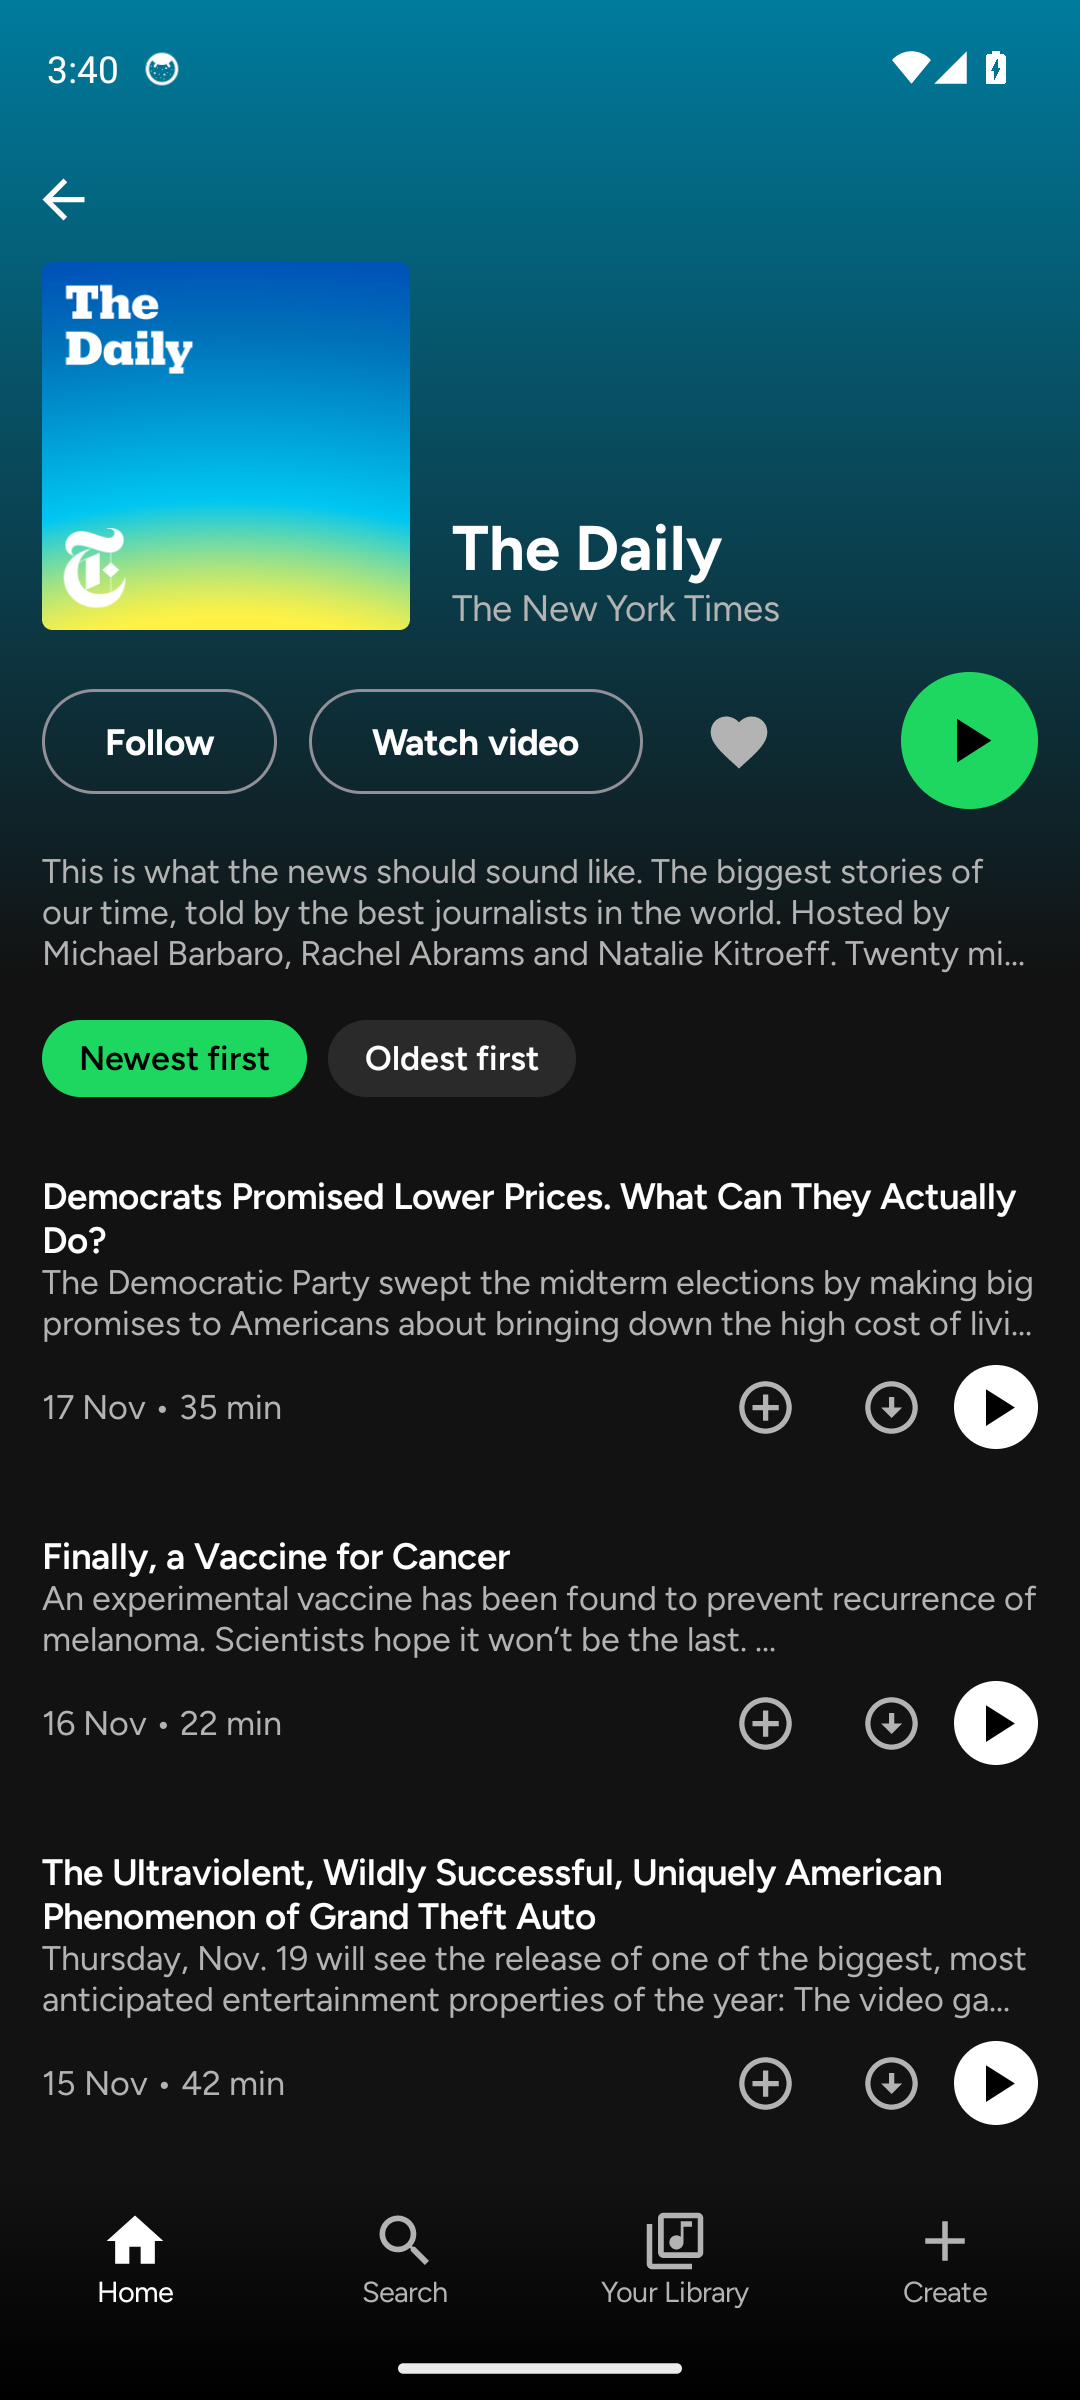 3:40
The
Daily
The Daily
The New York Times
Follow
Watch video
This is what the news should sound like. The biggest stories of
our time, told by the best journalists in the world. Hosted by
Michael Barbaro, Rachel Abrams and Natalie Kitroeff. Twenty mi...
Newest first
Oldest first
Democrats Promised Lower Prices. What Can They Actually
Do?
The Democratic Party swept the midterm elections by making big
promises to Americans about bringing down the high cost of livi...
17 Nov • 35 min
Finally, a Vaccine for Cancer
An experimental vaccine has been found to prevent recurrence of
melanoma. Scientists hope it won’t be the last. ...
16 Nov • 22 min
The Ultraviolent, Wildly Successful, Uniquely American
Phenomenon of Grand Theft Auto
Thursday, Nov. 19 will see the release of one of the biggest, most
anticipated entertainment properties of the year: The video ga...
15 Nov • 42 min
Home
Search
Your Library
Create